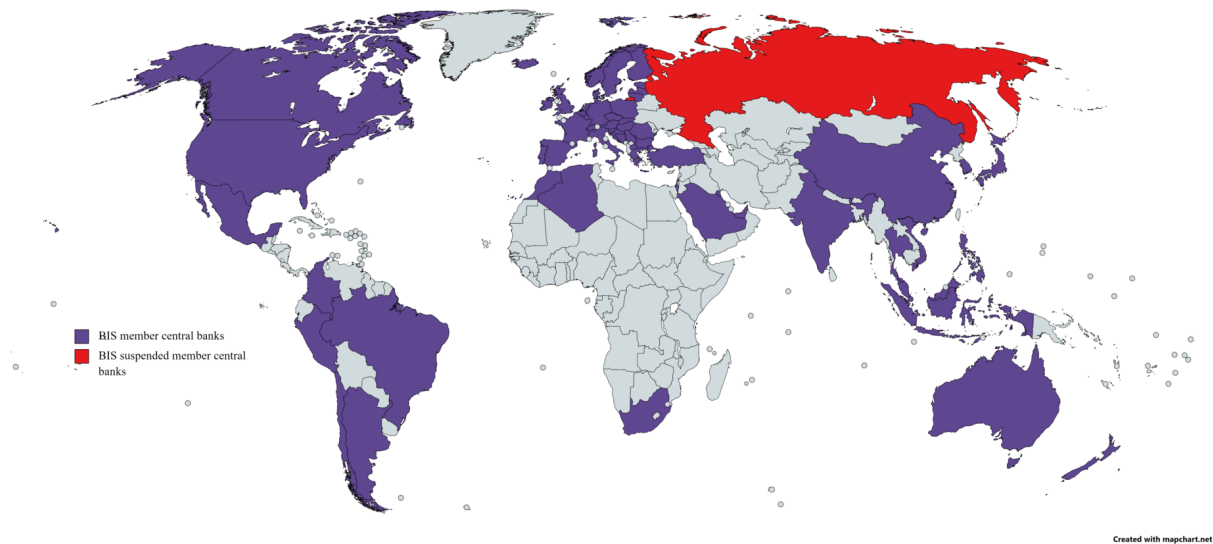 BIS member central banks
BIS suspended member central
banks
Created with mapchart.net